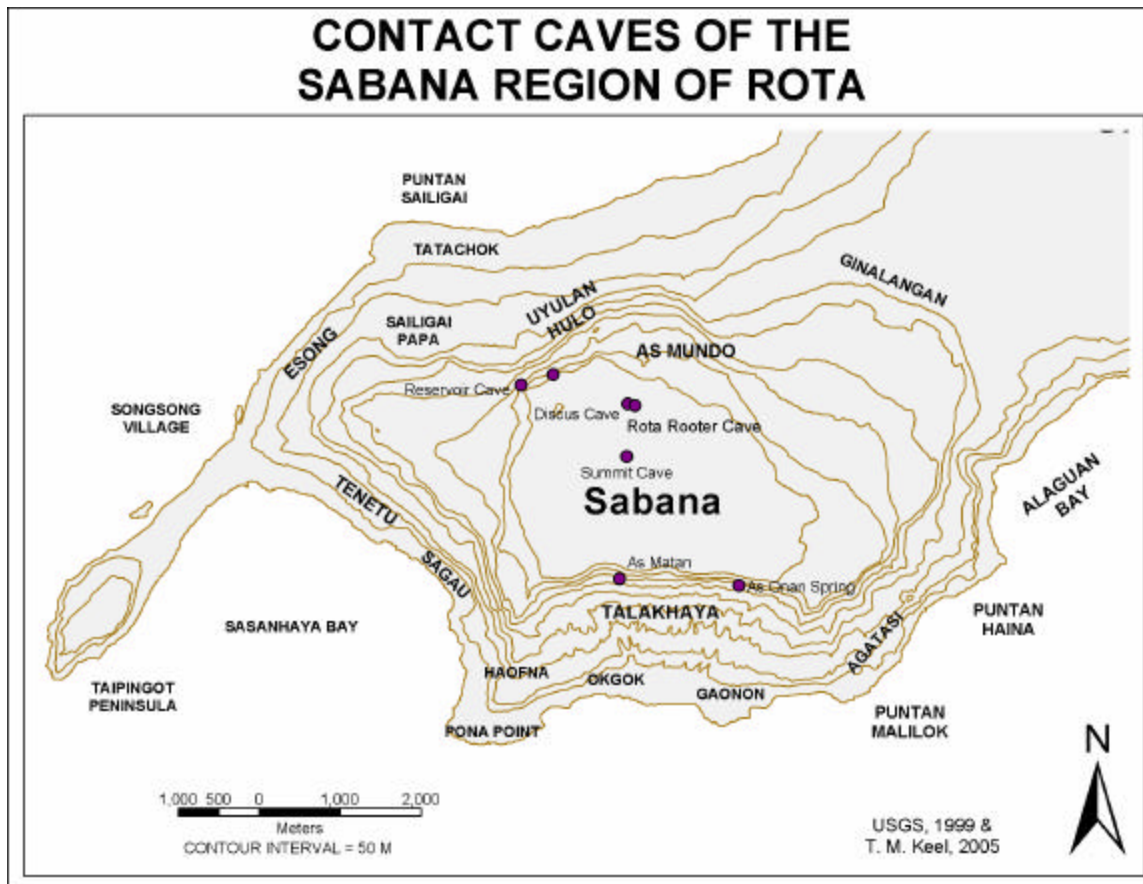 CONTACT CAVES OF THE
SABANA REGION OF ROTA
PUNTAN
SAILIGAI
TATACHOK
GINALANGAN
UYULAN
HULO
SAILIGAI
PAPA
ESONG
AS MUNDO
Reservoir Cave
SONGSONG
VILLAGE
Discus Cave
Rota Rooter Cave
Summit Cave
ALAGUAN
BAY
TENETU
Sabana
SAGAU
As Matan
As Onan Spring
TALAKHAYA
PUNTAN
HAINA
SASANHAYA BAY
AGATASI
HAOFNA
OKGOK
GAONON
TAIPINGOT
PENINSULA
PUNTAN
MALILOK
PONA POINT
N
1,000 500 0 1,000 2,000
Meters
CONTOUR INTERVAL = 50 M
USGS, 1999 &
T. M. Keel, 2005